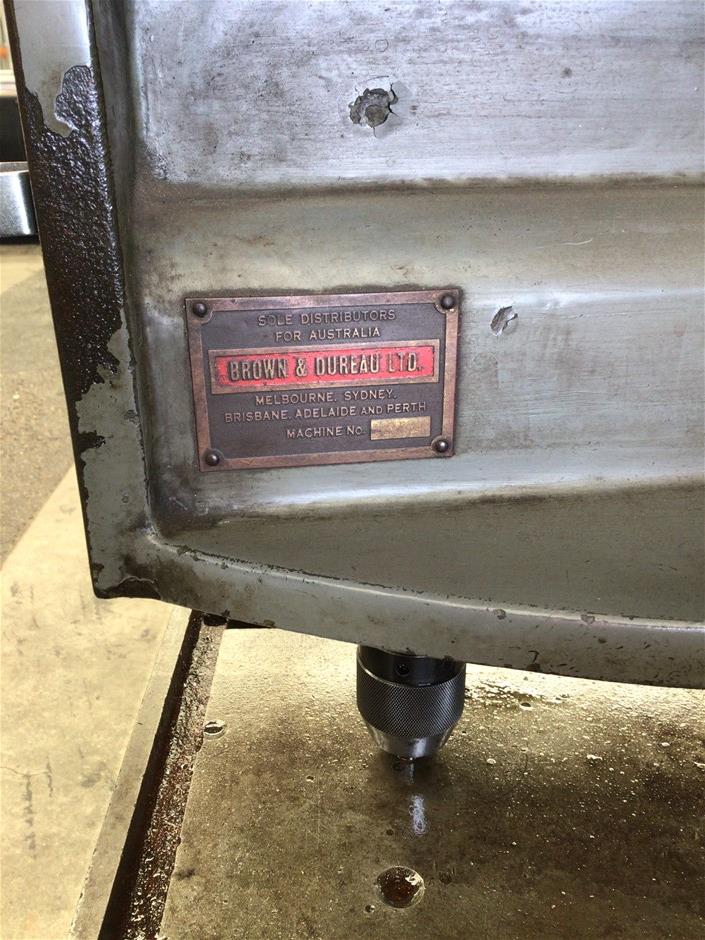 SOLE DISTRIBUTORS
FOR AUSTRALIA
BROWN & DUREAU LTD.
MELBOURNE, SYDNEY,
BRISBANE, ADELAIDE AND PERTH
MACHINE NO.